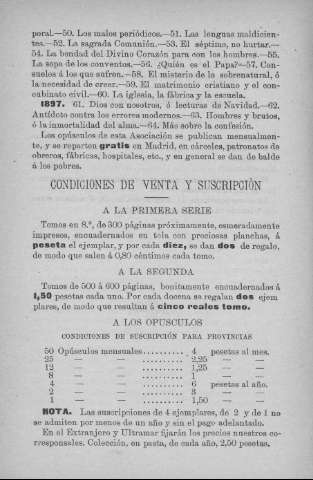 poral.—50. Los malos periódicos.—51. Las lenguas maldicien-
tes.—52. La sagrada Comunión.—53. El séptimo, no hurtar.—
54. La bondad del Divino Corazón para con los hombres.—55.
La sopa de los conventos.—56. ¿Quién es el Papa?—57. Con-
suelos á los que sufren.—58. El misterio de lo sobrenatural, ó
la necesidad de creer.—59. El matrimonio cristiano y el con-
cubinato civil.—60. La iglesia, la fábrica y la escuela.
1897. 61. Dios con nosotros, ó lecturas de Navidad.—62.
Antídoto contra los errores modernos.—63. Hombres y brutos,
ó la inmortalidad del alma.—64. Más sobre la confesión.
Los opúsculos de esta Asociación se publican mensualmen-
te, y se reparten gratis en Madrid, en cárceles, patronatos de
obreros, fábricas, hospitales, etc., y en general se dan de balde
á los pobres.
CONDICIONES DE VENTA Y SUSCRIPCIÓN
A LA PRIMERA SERIE
Tomos en 8.º, de 300 páginas próximamente, esmeradamente
impresos, encuadernados en tela con preciosas planchas, á
peseta el ejemplar, y por cada diez, se dan dos de regalo,
de modo que salen á 0,80 céntimos cada tomo.
A LA SEGUNDA
Tomos de 500 á 600 páginas, bonitamente encuadernados á
1,50 pesetas cada uno. Por cada docena se regalan dos ejem
plares, de modo que resultan á cinco reales tomo.
A LOS OPUSCULOS
CONDICIONES DE SUSCRIPCIÓN PARA PROVINCIAS
50 Opúsculos mensuales.......... 4 pesetas al mes.
25 — — .......... 2,25 —
12 — — .......... 1,25 —
8 — — .......... 1 —
4 — — .......... 6 pesetas al año.
2 — — .......... 3 —
1 — — .......... 1,50 —
NOTA. Las suscripciones de 4 ejemplares, de 2 y de 1 no
se admiten por menos de un año y sin el pago adelantado.
En el Extranjero y Ultramar fijarán los precios nuestros co-
rresponsales. Colección, en pasta, de cada año, 2,50 pesetas.